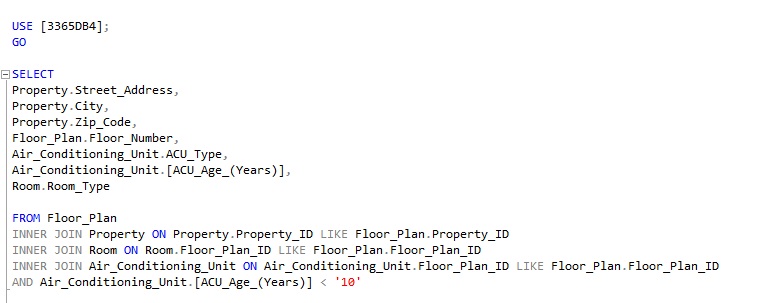 USE [3365DB4];
GO
SELECT
Property.Street_Address,
Property.City,
Property.Zip_Code,
Floor_Plan.Floor_Number,
Air_Conditioning_Unit.ACU_Type,
Air_Conditioning_Unit.[ACU_Age_(Years)],
Room.Room_Type
FROM Floor_Plan
INNER JOIN Property ON Property.Property_ID LIKE Floor_Plan.Property_ID
INNER JOIN Room ON Room.Floor_Plan_ID LIKE Floor_Plan.Floor_Plan_ID
INNER JOIN Air_Conditioning_Unit ON Air_Conditioning_Unit.Floor_Plan_ID LIKE Floor_Plan.Floor_Plan_ID
AND Air_Conditioning_Unit.[ACU_Age_(Years)] < '10'